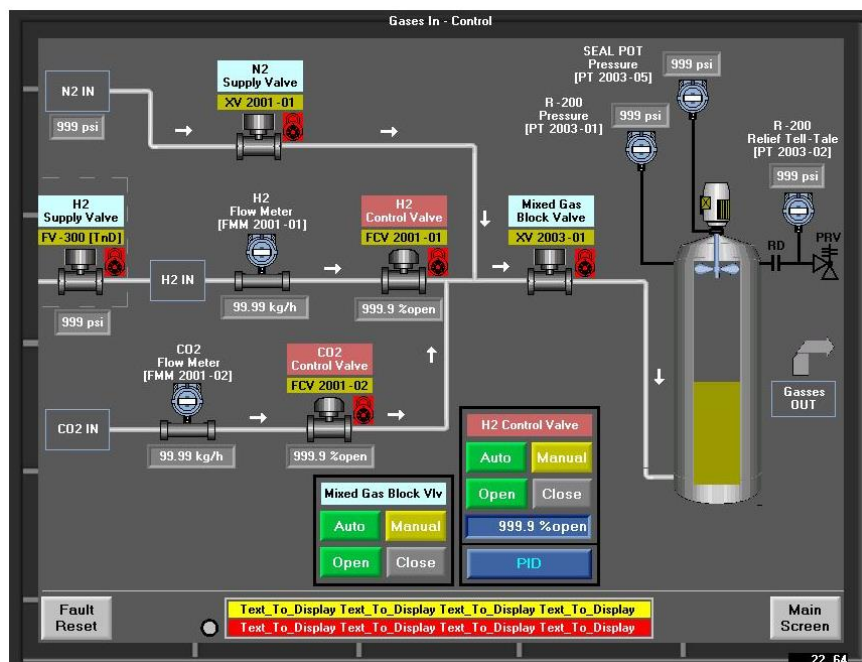 Gases In - Control
N2 IN
999 psi
N2
Supply Valve
XV 2001-01
SEAL POT
Pressure
[PT 2003-05]
999 psi
R-200
Pressure
[PT 2003-01]
999 psi
R-200
Relief Tell-Tale
[PT 2003-02]
999 psi
H2
Supply Valve
FV-300 [TnD]
999 psi
H2 IN
H2
Flow Meter
[FMM 2001-01]
99.99 kg/h
H2
Control Valve
FCV 2001-01
999.9 %open
Mixed Gas
Block Valve
XV 2003-01
RD
PRV
CO2 IN
CO2
Flow Meter
[FMM 2001-02]
99.99 kg/h
CO2
Control Valve
FCV 2001-02
999.9 %open
Gasses
OUT
Mixed Gas Block Vlv
Auto Manual
Open Close
H2 Control Valve
Auto Manual
Open Close
999.9 %open
PID
Fault
Reset
Text_To_Display Text_To_Display Text_To_Display Text_To_Display
Text_To_Display Text_To_Display Text_To_Display Text_To_Display
Main
Screen
22 64